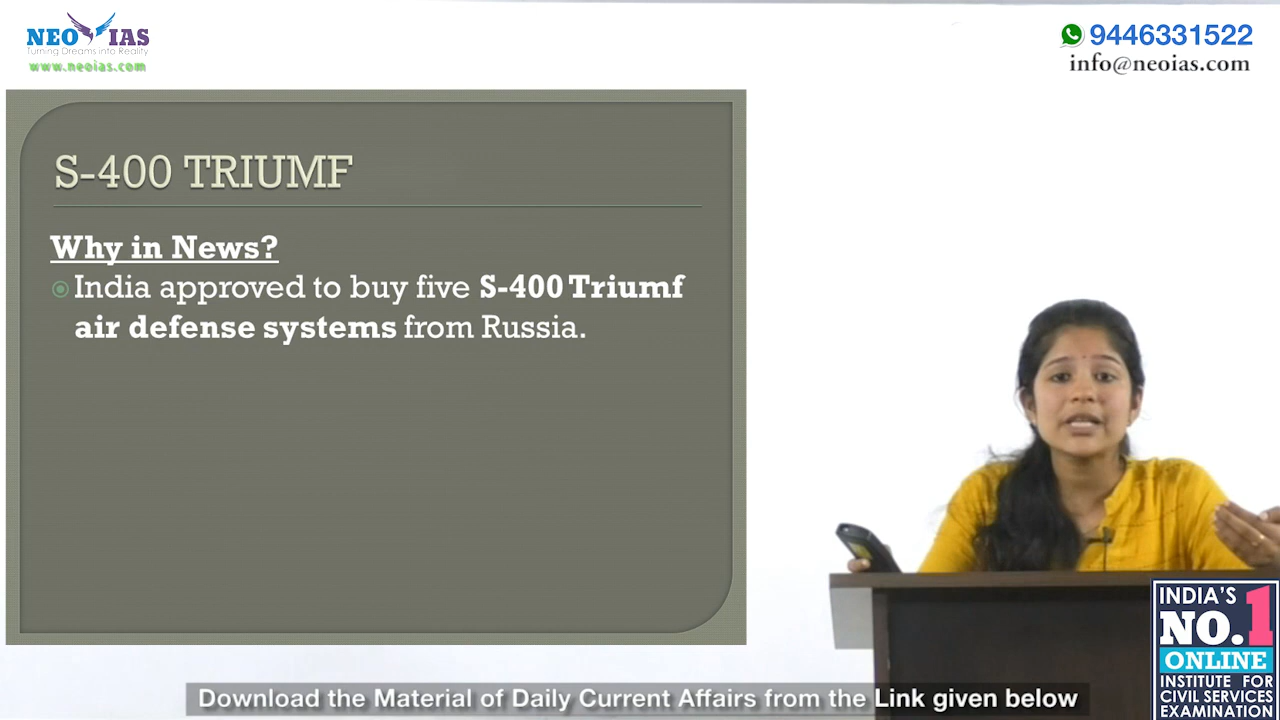 NEO IAS
Turning Dreams into Reality
www.neoias.com
9446331522
info@neoias.com
S-400 TRIUMF
Why in News?
India approved to buy five S-400 Triumf
air defense systems from Russia.
INDIA'S
NO.1
ONLINE
INSTITUTE FOR
CIVIL SERVICES
EXAMINATION
Download the Material of Daily Current Affairs from the Link given below